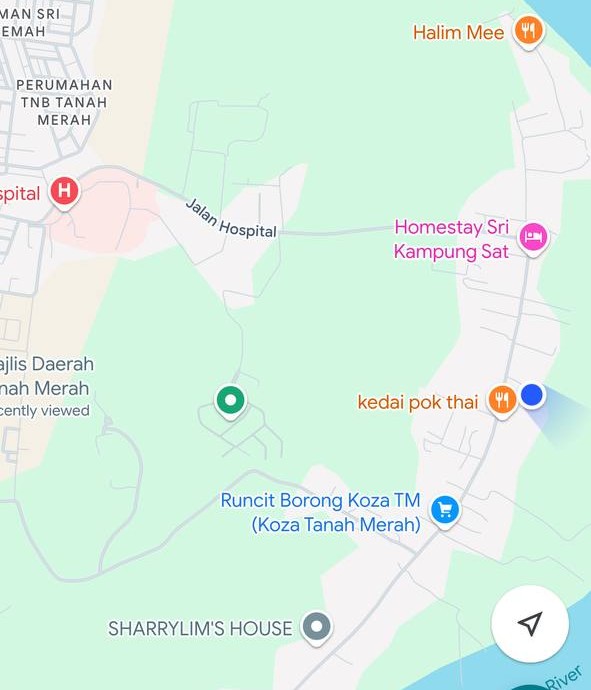 MAN SRI
EMAH
Halim Mee
PERUMAHAN
TNB TANAH
MERAH
spital
H
Jalan Hospital
Homestay Sri
Kampung Sat
ajlis Daerah
nah Merah
cently viewed
kedai pok thai
Runcit Borong Koza TM
(Koza Tanah Merah)
SHARRYLIM'S HOUSE
River